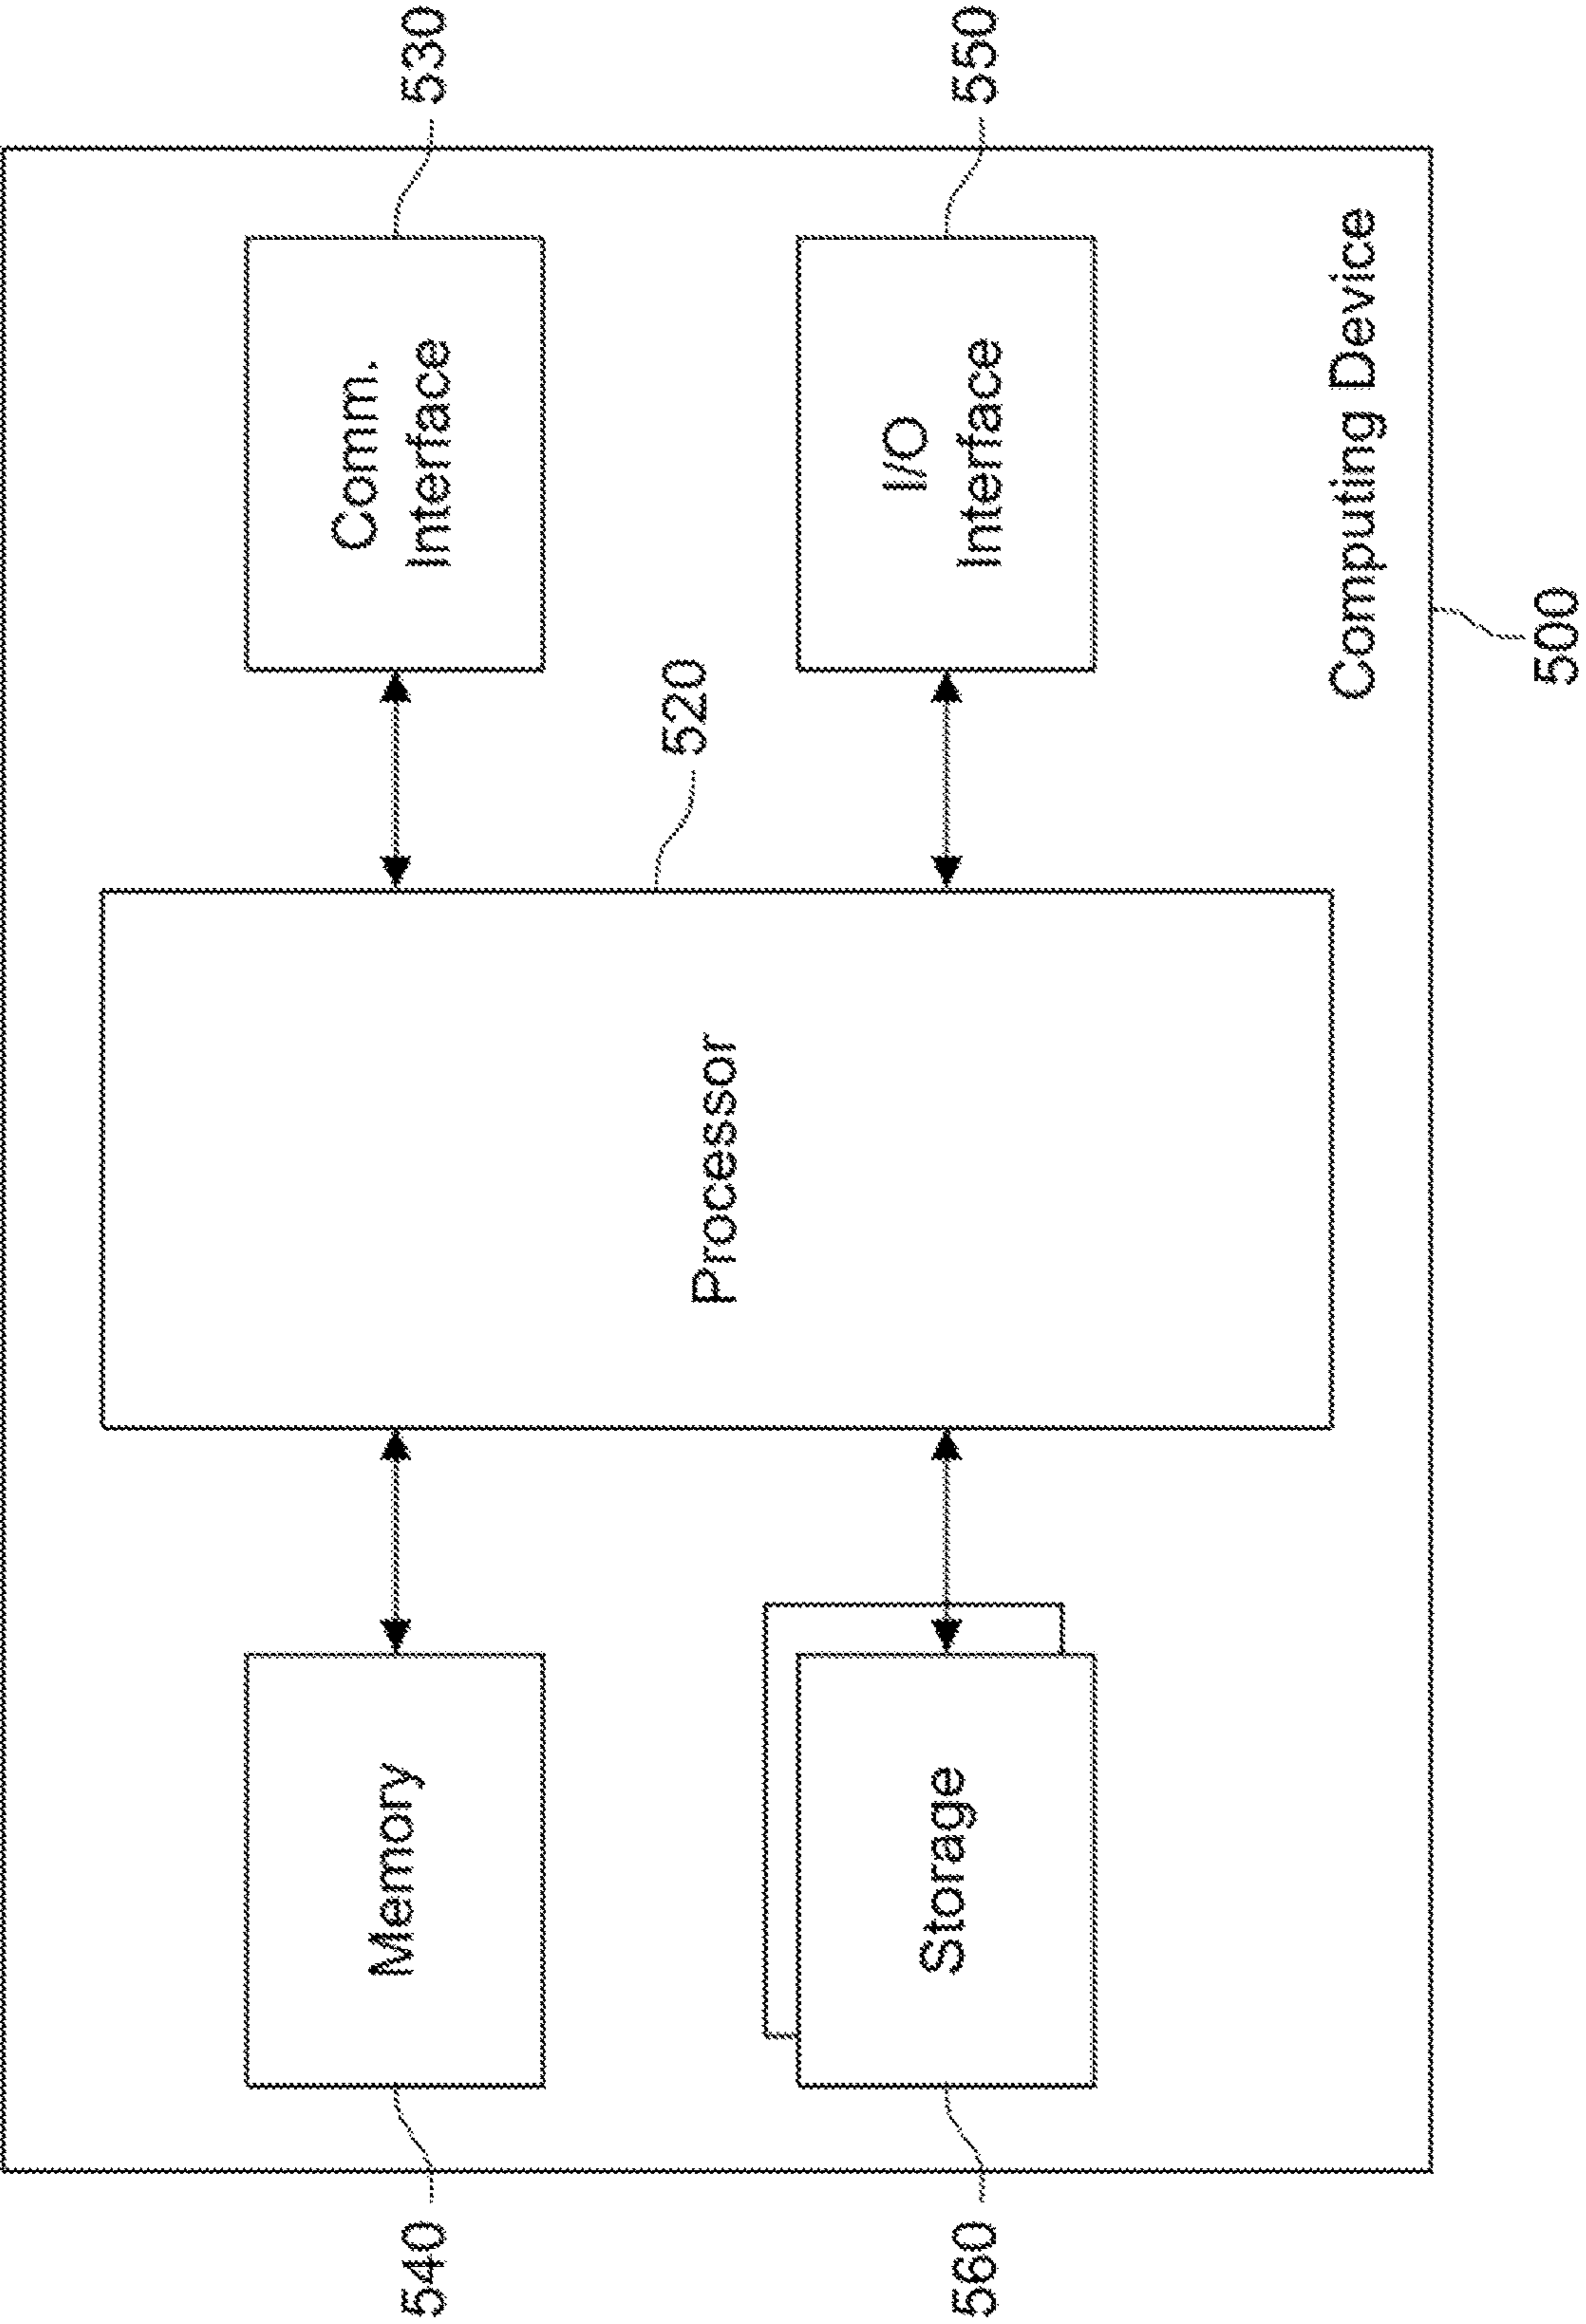 540
530
Memory
Comm.
Interface
520
Processor
560
550
Storage
I/O
Interface
Computing Device
500